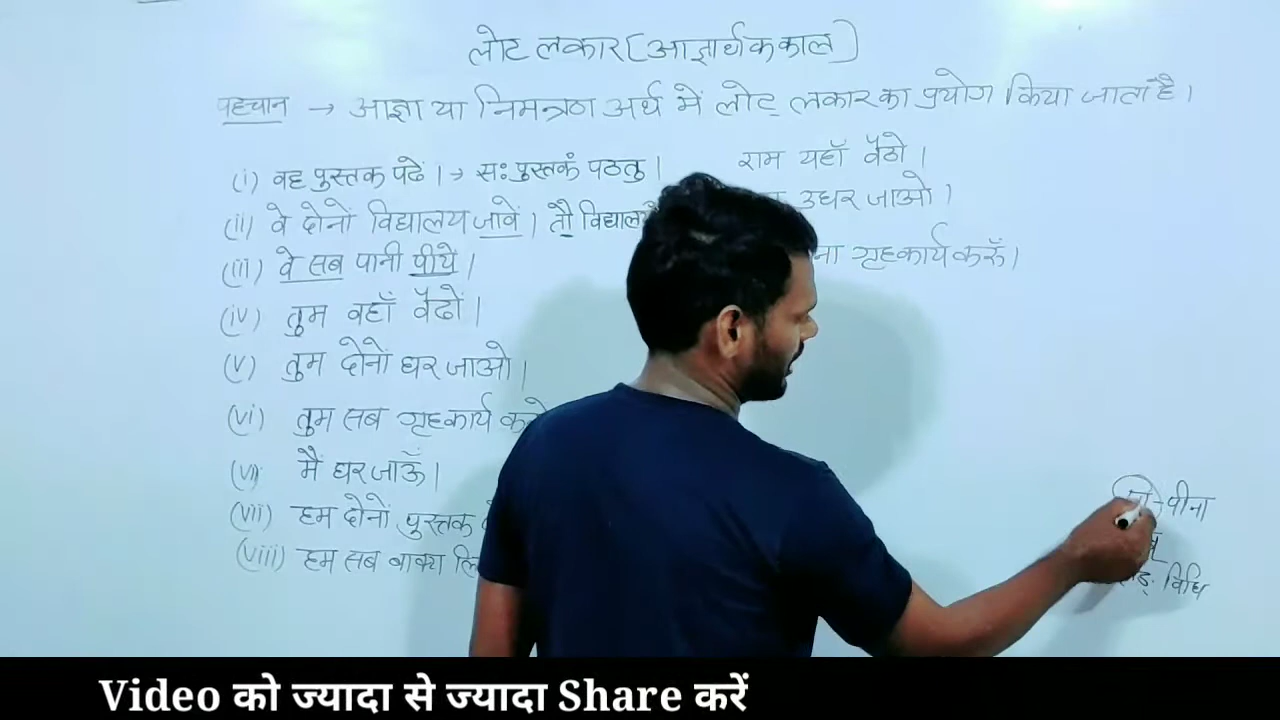 लोट लकार (आज्ञार्थक काल)
पहचान → आज्ञा या निमन्त्रण अर्थ में लोट् लकार का प्रयोग किया जाता है।
(i) वह पुस्तक पढें। → सः पुस्तकं पठतु।
राम यहाँ बैठो।
(ii) वे दोनों विद्यालय जावें। तौ विद्यालय
उधर जाओ।
(iii) वे सब पानी पीयें।
गृहकार्य करूँ।
(iv) तुम वहाँ बैठों।
(v) तुम दोनों घर जाओ।
(vi) तुम सब गृहकार्य
(vi) मैं घर जाऊँ।
(vii) हम दोनों पुस्तक
(viii) हम सब वाक्य
पीना
विधि
Video को ज्यादा से ज्यादा Share करें